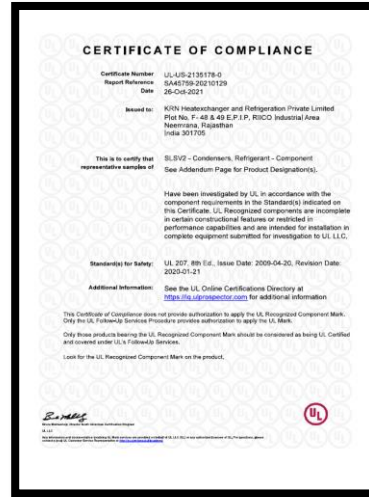 CERTIFICATE OF COMPLIANCE
Certificate Number UL-US-2135178-0
Report Reference SA45759-20210129
Date 26-Oct-2021
Issued to: KRN Heatexchanger and Refrigeration Private Limited
Plot No, F- 48 & 49 E.P.I.P, RIICO Industrial Area
Neemrana, Rajasthan
India 301705
This is to certify that SLSV2 - Condensers, Refrigerant - Component
representative samples of See Addendum Page for Product Designation(s).
Have been investigated by UL in accordance with the
component requirements in the Standard(s) indicated on
this Certificate. UL Recognized components are incomplete
in certain constructional features or restricted in
performance capabilities and are intended for installation in
complete equipment submitted for investigation to UL LLC.
Standard(s) for Safety: UL 207, 8th Ed., Issue Date: 2009-04-20, Revision Date:
2020-01-21
Additional Information: See the UL Online Certifications Directory at
https://iq.ulprospector.com for additional information
This Certificate of Compliance does not provide authorization to apply the UL Recognized Component Mark.
Only the UL Follow-Up Services Procedure provides authorization to apply the UL Mark.
Only those products bearing the UL Recognized Component Mark should be considered as being UL Certified
and covered under UL's Follow-Up Services.
Look for the UL Recognized Component Mark on the product.
UL